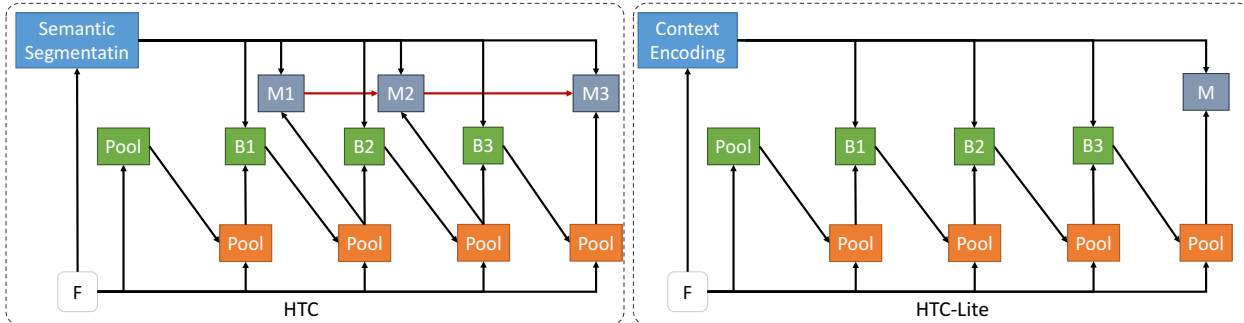 Semantic
Segmentatin
M1
M2
M3
Pool
B1
B2
B3
Pool
Pool
Pool
Pool
F
HTC
Context
Encoding
M
Pool
B1
B2
B3
Pool
Pool
Pool
Pool
F
HTC-Lite